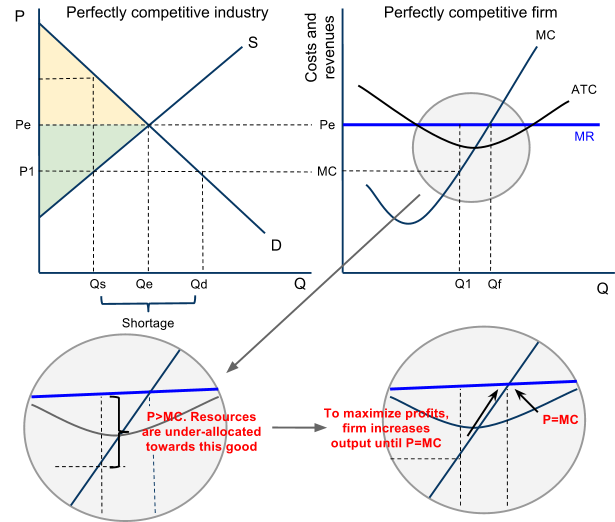 P
Perfectly competitive industry
S
Pe
P1
D
Qs
Qe
Qd
Q
Shortage
Perfectly competitive firm
Costs and
revenues
MC
ATC
Pe
MR
MC
Q1
Qf
Q
P>MC. Resources
are under-allocated
towards this good
To maximize profits,
firm increases
output until P=MC
P=MC